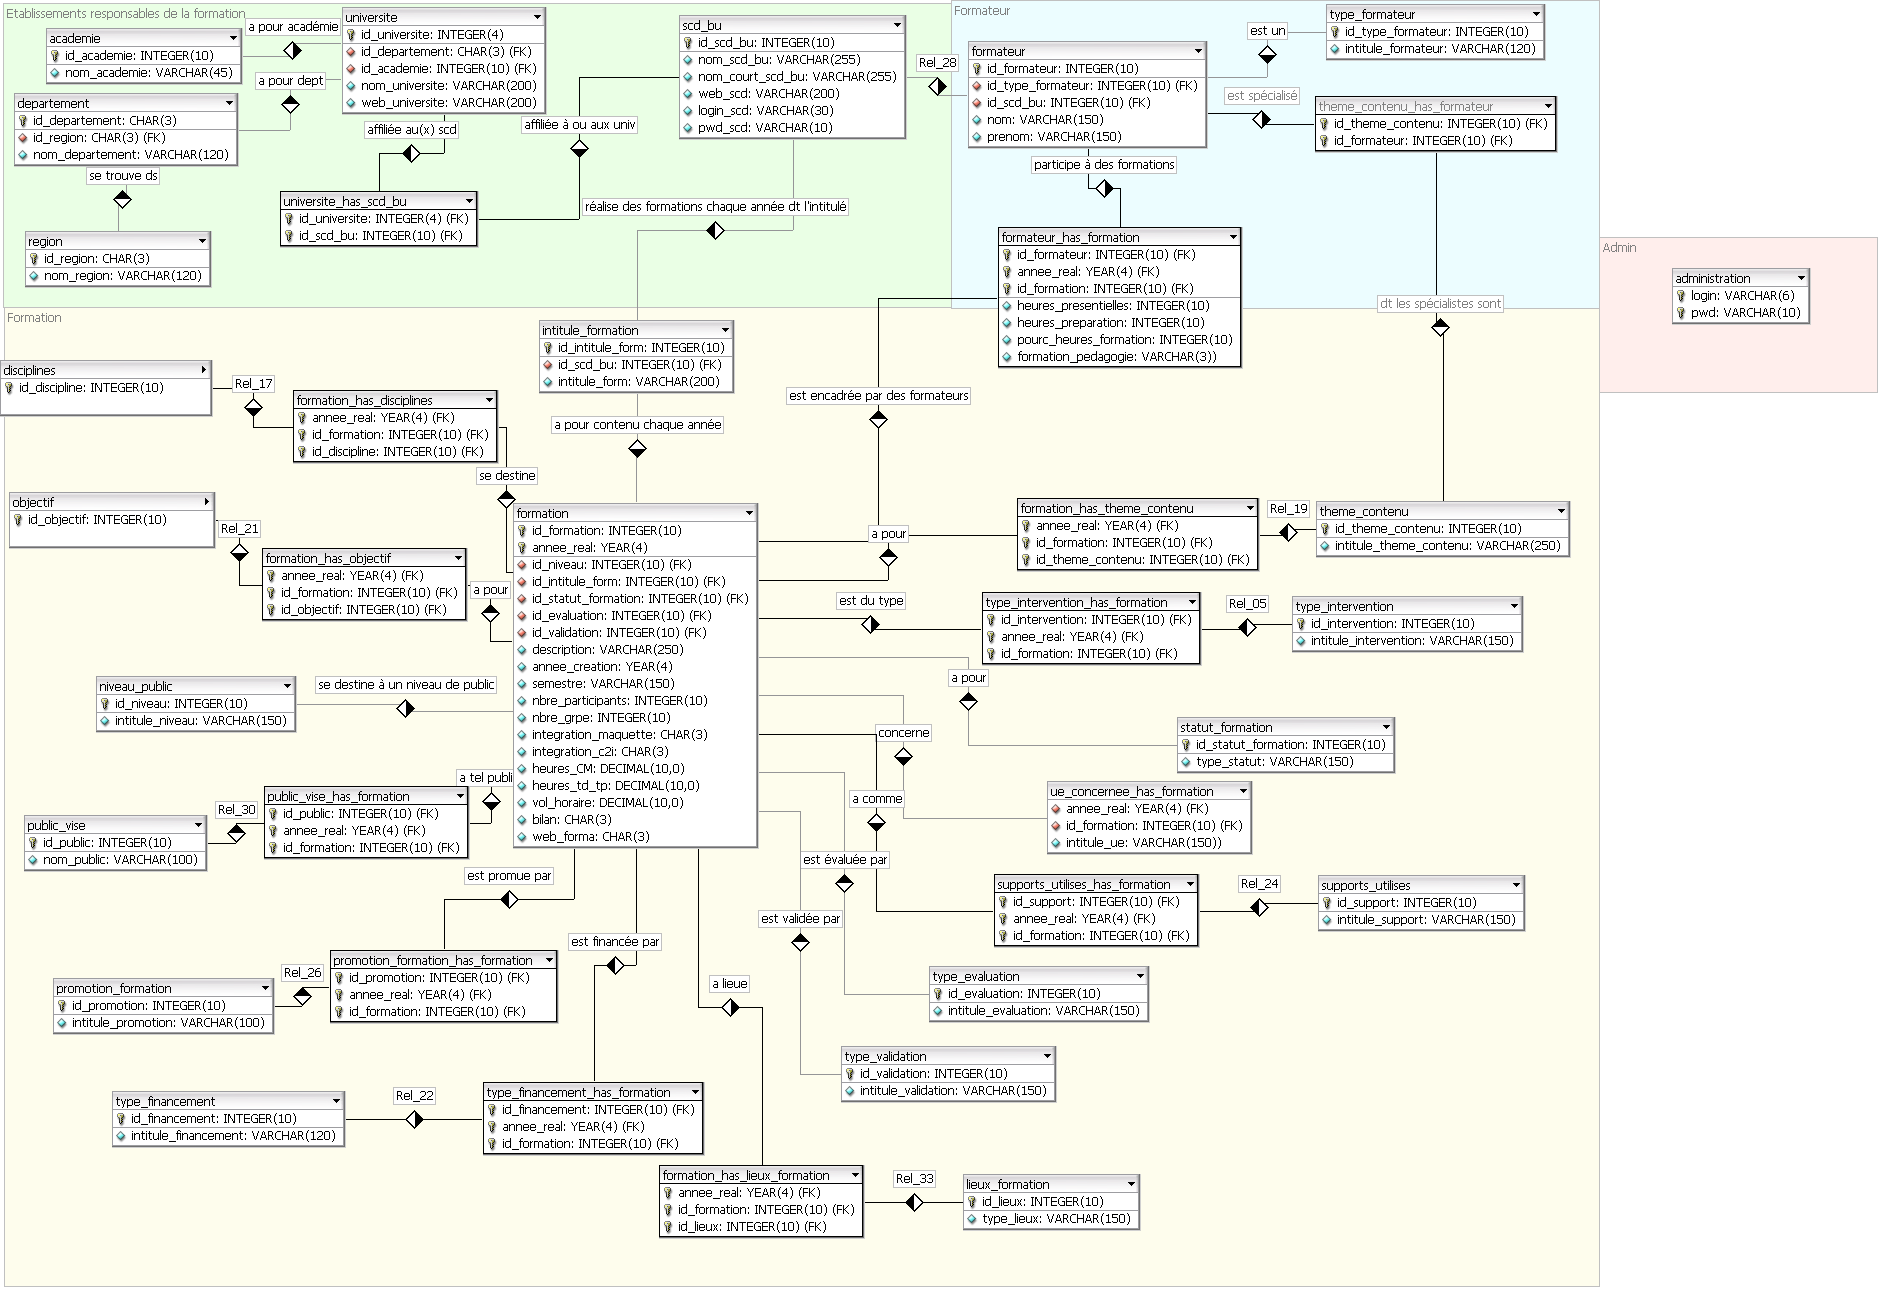 Etablissements responsables de la formation
academie
id_academie: INTEGER(10)
nom_academie: VARCHAR(45)
a pour académie
universite
id_universite: INTEGER(4)
id_departement: CHAR(3) (FK)
id_academie: INTEGER(10) (FK)
nom_universite: VARCHAR(200)
web_universite: VARCHAR(200)
a pour dept
departement
id_departement: CHAR(3)
id_region: CHAR(3) (FK)
nom_departement: VARCHAR(120)
se trouve ds
region
id_region: CHAR(3)
nom_region: VARCHAR(120)
affiliée au(x) scd
universite_has_scd_bu
id_universite: INTEGER(4) (FK)
id_scd_bu: INTEGER(10) (FK)
affiliée à ou aux univ
scd_bu
id_scd_bu: INTEGER(10)
nom_scd_bu: VARCHAR(255)
nom_court_scd_bu: VARCHAR(255)
web_scd: VARCHAR(200)
login_scd: VARCHAR(30)
pwd_scd: VARCHAR(10)
réalise des formations chaque année dt l'intitulé
Rel_28
Formateur
formateur
id_formateur: INTEGER(10)
id_type_formateur: INTEGER(10) (FK)
id_scd_bu: INTEGER(10) (FK)
nom: VARCHAR(150)
prenom: VARCHAR(150)
est un
type_formateur
id_type_formateur: INTEGER(10)
intitule_formateur: VARCHAR(120)
est spécialisé
theme_contenu_has_formateur
id_theme_contenu: INTEGER(10) (FK)
id_formateur: INTEGER(10) (FK)
participe à des formations
formateur_has_formation
id_formateur: INTEGER(10) (FK)
annee_real: YEAR(4) (FK)
id_formation: INTEGER(10) (FK)
heures_presentielles: INTEGER(10)
heures_preparation: INTEGER(10)
pourc_heures_formation: INTEGER(10)
formation_pedagogie: VARCHAR(3))
dt les spécialistes sont
Admin
administration
login: VARCHAR(6)
pwd: VARCHAR(10)
Formation
disciplines
id_discipline: INTEGER(10)
Rel_17
formation_has_disciplines
annee_real: YEAR(4) (FK)
id_formation: INTEGER(10) (FK)
id_discipline: INTEGER(10) (FK)
se destine
intitule_formation
id_intitule_form: INTEGER(10)
id_scd_bu: INTEGER(10) (FK)
intitule_form: VARCHAR(200)
a pour contenu chaque année
est encadrée par des formateurs
objectif
id_objectif: INTEGER(10)
Rel_21
formation_has_objectif
annee_real: YEAR(4) (FK)
id_formation: INTEGER(10) (FK)
id_objectif: INTEGER(10) (FK)
a pour
formation
id_formation: INTEGER(10)
annee_real: YEAR(4)
id_niveau: INTEGER(10) (FK)
id_intitule_form: INTEGER(10) (FK)
id_statut_formation: INTEGER(10) (FK)
id_evaluation: INTEGER(10) (FK)
id_validation: INTEGER(10) (FK)
description: VARCHAR(250)
annee_creation: YEAR(4)
semestre: VARCHAR(150)
nbre_participants: INTEGER(10)
nbre_grpe: INTEGER(10)
integration_maquette: CHAR(3)
integration_c2i: CHAR(3)
heures_CM: DECIMAL(10,0)
heures_td_tp: DECIMAL(10,0)
vol_horaire: DECIMAL(10,0)
bilan: CHAR(3)
web_forma: CHAR(3)
a pour
formation_has_theme_contenu
annee_real: YEAR(4) (FK)
id_formation: INTEGER(10) (FK)
id_theme_contenu: INTEGER(10) (FK)
Rel_19
theme_contenu
id_theme_contenu: INTEGER(10)
intitule_theme_contenu: VARCHAR(250)
est du type
type_intervention_has_formation
id_intervention: INTEGER(10) (FK)
annee_real: YEAR(4) (FK)
id_formation: INTEGER(10) (FK)
Rel_05
type_intervention
id_intervention: INTEGER(10)
intitule_intervention: VARCHAR(150)
niveau_public
id_niveau: INTEGER(10)
intitule_niveau: VARCHAR(150)
se destine à un niveau de public
a pour
statut_formation
id_statut_formation: INTEGER(10)
type_statut: VARCHAR(150)
concerne
ue_concernee_has_formation
annee_real: YEAR(4) (FK)
id_formation: INTEGER(10) (FK)
intitule_ue: VARCHAR(150))
public_vise
id_public: INTEGER(10)
nom_public: VARCHAR(100)
Rel_30
public_vise_has_formation
id_public: INTEGER(10) (FK)
annee_real: YEAR(4) (FK)
id_formation: INTEGER(10) (FK)
a tel publi
a comme
supports_utilises_has_formation
id_support: INTEGER(10) (FK)
annee_real: YEAR(4) (FK)
id_formation: INTEGER(10) (FK)
Rel_24
supports_utilises
id_support: INTEGER(10)
intitule_support: VARCHAR(150)
est évaluée par
type_evaluation
id_evaluation: INTEGER(10)
intitule_evaluation: VARCHAR(150)
est validée par
type_validation
id_validation: INTEGER(10)
intitule_validation: VARCHAR(150)
est promue par
promotion_formation_has_formation
id_promotion: INTEGER(10) (FK)
annee_real: YEAR(4) (FK)
id_formation: INTEGER(10) (FK)
Rel_26
promotion_formation
id_promotion: INTEGER(10)
intitule_promotion: VARCHAR(100)
est financée par
type_financement
id_financement: INTEGER(10)
intitule_financement: VARCHAR(120)
Rel_22
type_financement_has_formation
id_financement: INTEGER(10) (FK)
annee_real: YEAR(4) (FK)
id_formation: INTEGER(10) (FK)
a lieue
formation_has_lieux_formation
annee_real: YEAR(4) (FK)
id_formation: INTEGER(10) (FK)
id_lieux: INTEGER(10) (FK)
Rel_33
lieux_formation
id_lieux: INTEGER(10)
type_lieux: VARCHAR(150)